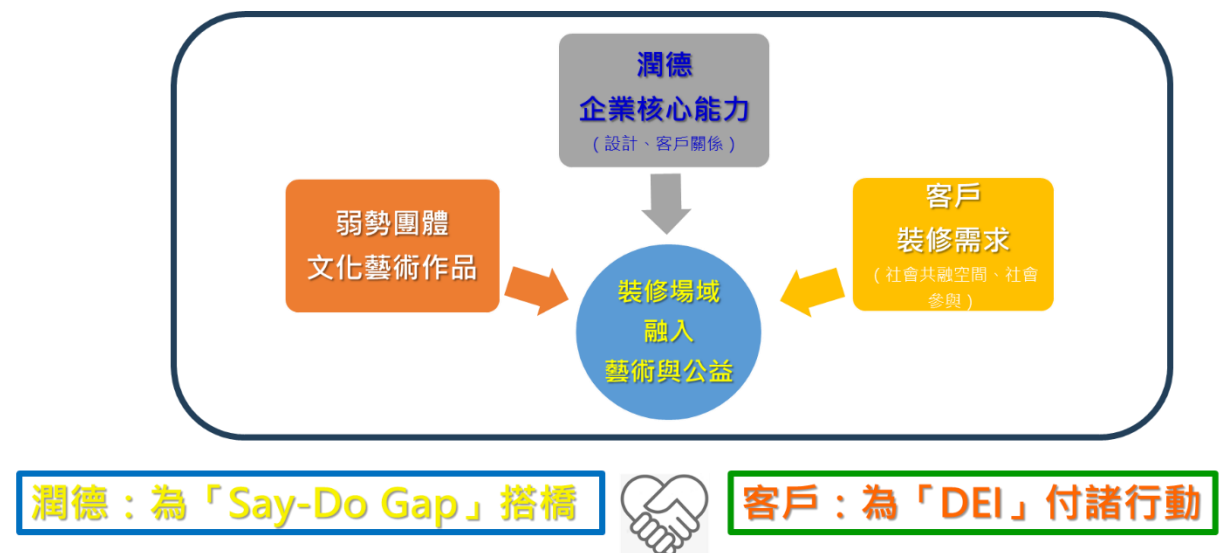 潤德
企業核心能力
（設計、客戶關係）
弱勢團體
文化藝術作品
客戶
裝修需求
（社會共融空間、社會
參與）
裝修場域
融入
藝術與公益
潤德：為「Say-Do Gap」搭橋
客戶：為「DEI」付諸行動